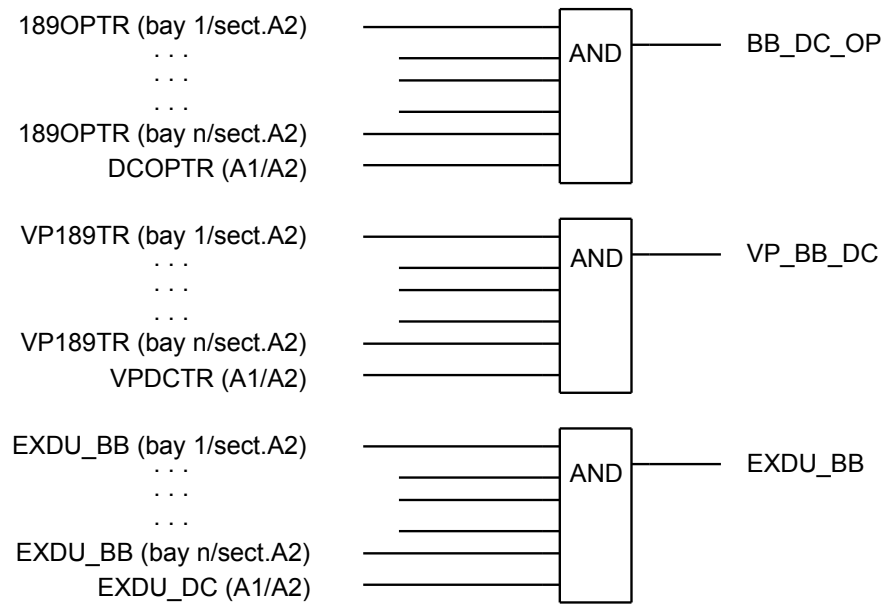 189OPTR (bay 1/sect.A2)
. . .
. . .
. . .
189OPTR (bay n/sect.A2)
DCOPTR (A1/A2)
AND
BB_DC_OP
VP189TR (bay 1/sect.A2)
. . .
. . .
. . .
VP189TR (bay n/sect.A2)
VPDCTR (A1/A2)
AND
VP_BB_DC
EXDU_BB (bay 1/sect.A2)
. . .
. . .
. . .
EXDU_BB (bay n/sect.A2)
EXDU_DC (A1/A2)
AND
EXDU_BB